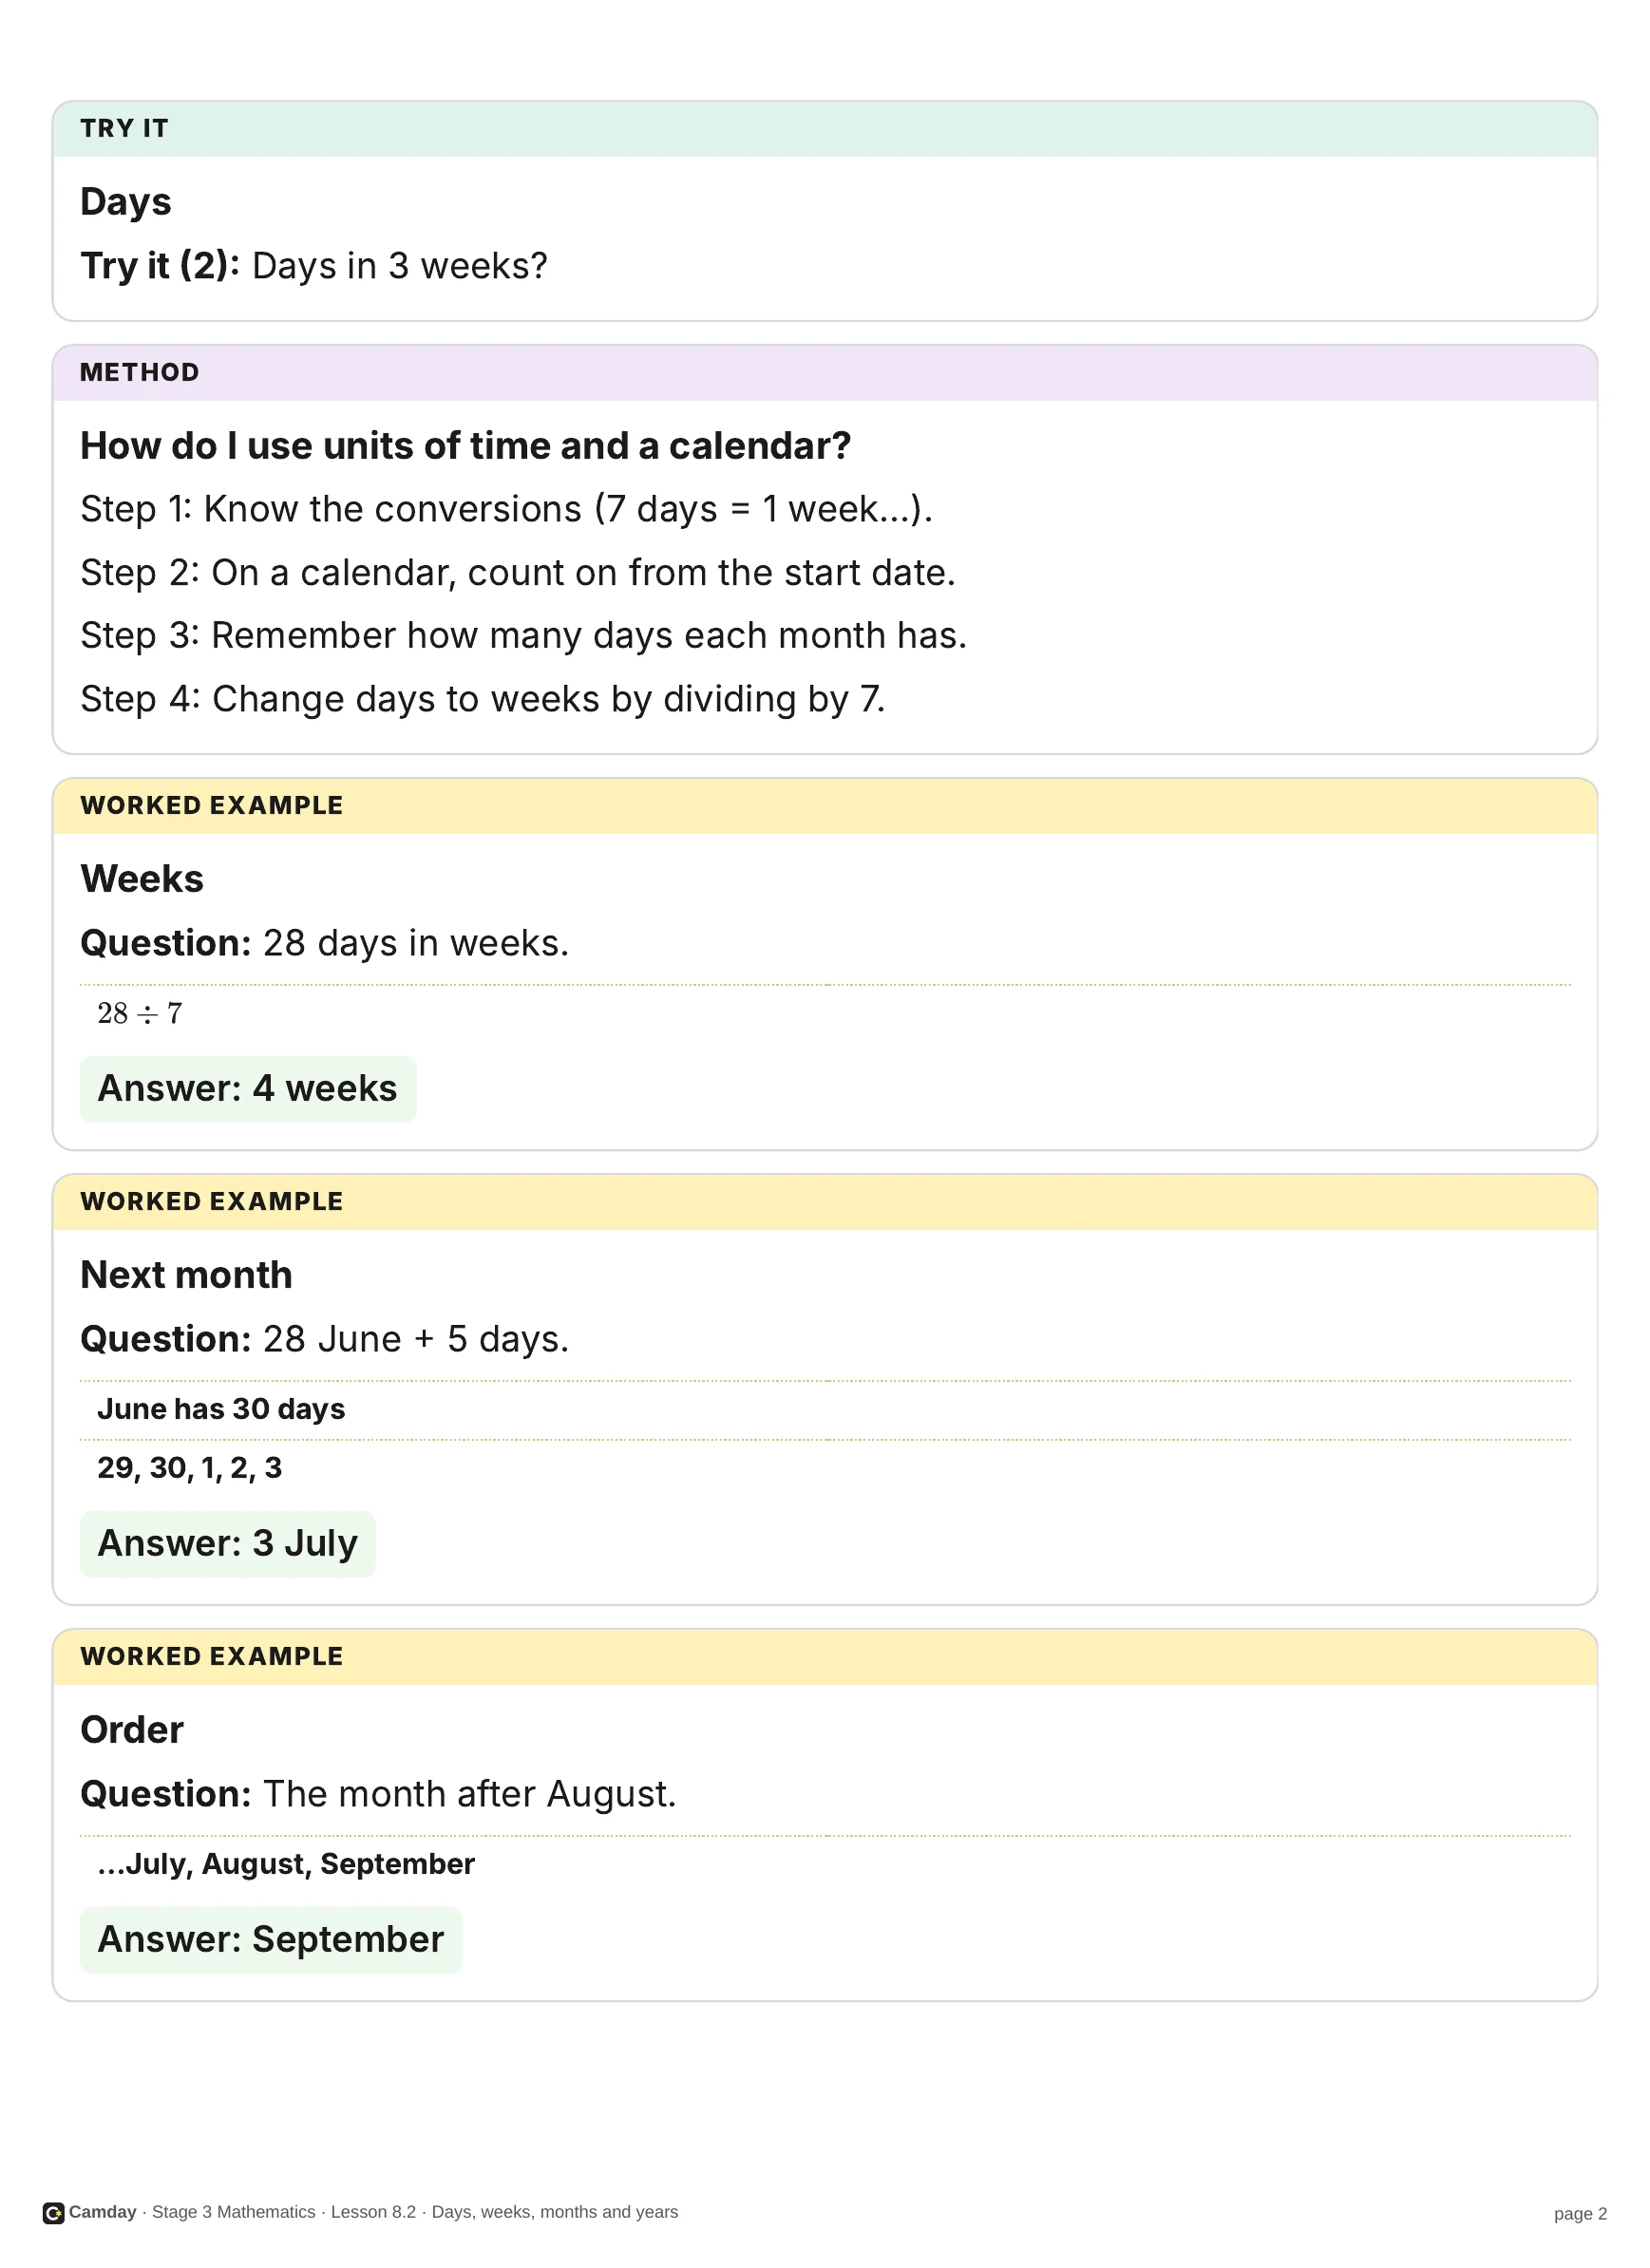 TRY IT
Days
Try it (2): Days in 3 weeks?
METHOD
How do I use units of time and a calendar?
Step 1: Know the conversions (7 days = 1 week...).
Step 2: On a calendar, count on from the start date.
Step 3: Remember how many days each month has.
Step 4: Change days to weeks by dividing by 7.
WORKED EXAMPLE
Weeks
Question: 28 days in weeks.
28 ÷ 7
Answer: 4 weeks
WORKED EXAMPLE
Next month
Question: 28 June + 5 days.
June has 30 days
29, 30, 1, 2, 3
Answer: 3 July
WORKED EXAMPLE
Order
Question: The month after August.
...July, August, September
Answer: September
Camday · Stage 3 Mathematics · Lesson 8.2 · Days, weeks, months and years
page 2